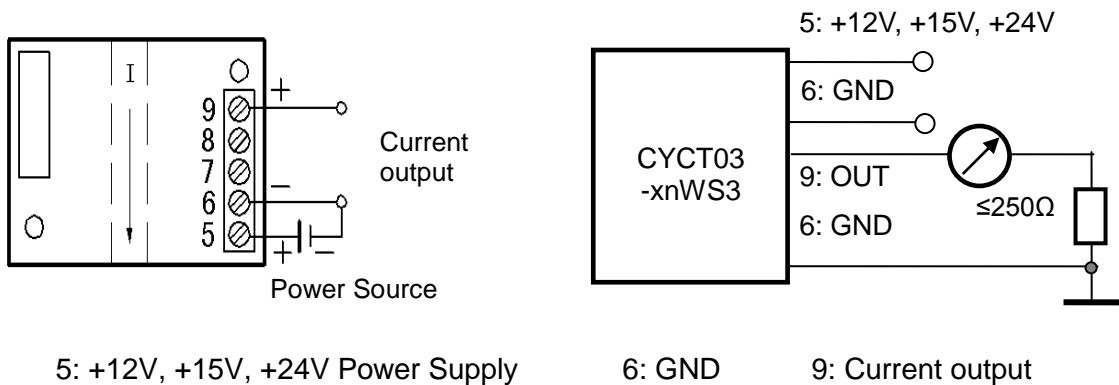 I
9
8
7
6
5
+
−
+
−
Current
output
Power Source
5: +12V, +15V, +24V
6: GND
CYCT03
-xnWS3
9: OUT
≤250Ω
6: GND
5: +12V, +15V, +24V Power Supply 6: GND 9: Current output